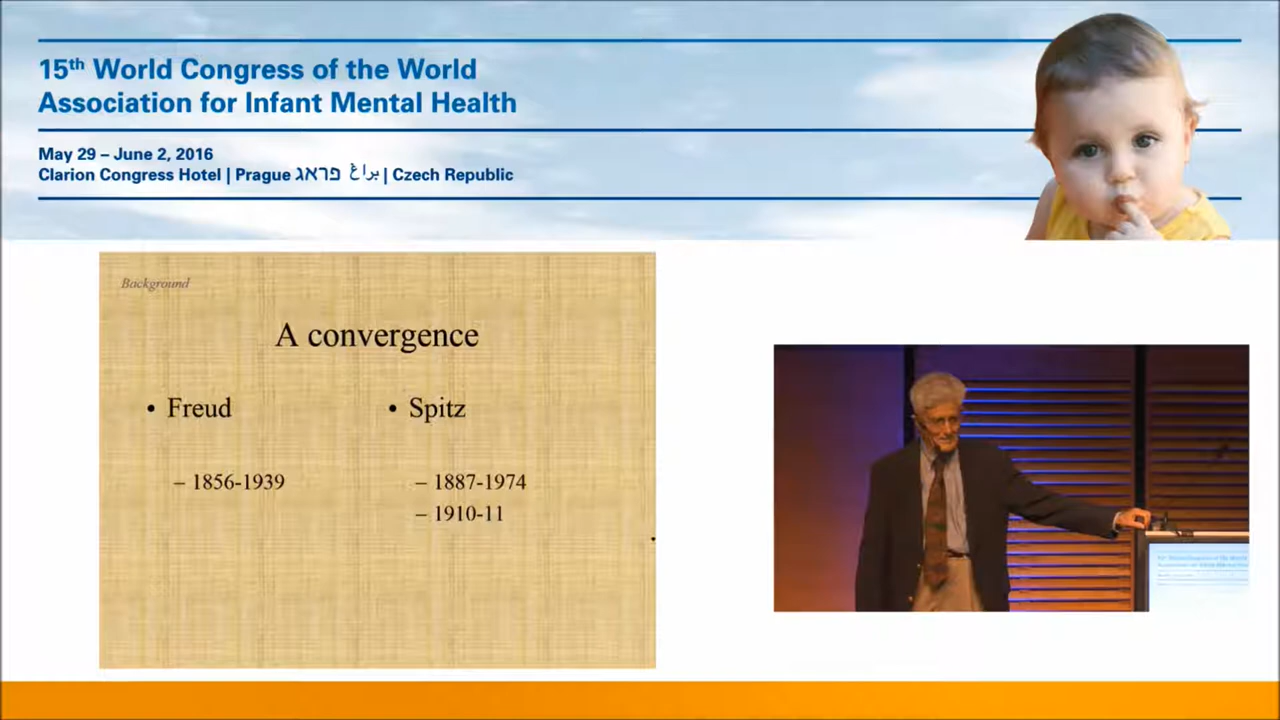 15th World Congress of the World
Association for Infant Mental Health
May 29 – June 2, 2016
Clarion Congress Hotel | Prague פראג براغ | Czech Republic
Background
A convergence
• Freud
– 1856-1939
• Spitz
– 1887-1974
– 1910-11